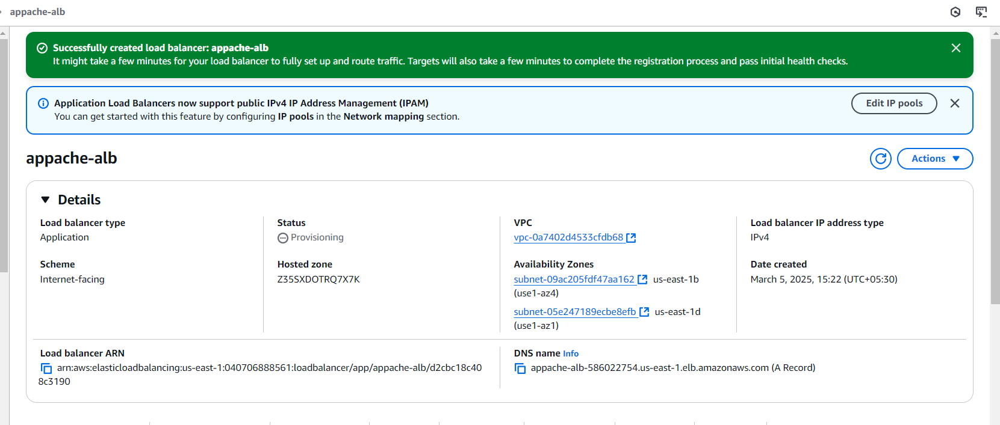 appache-alb
Successfully created load balancer: appache-alb
It might take a few minutes for your load balancer to fully set up and route traffic. Targets will also take a few minutes to complete the registration process and pass initial health checks.
Application Load Balancers now support public IPv4 IP Address Management (IPAM)
You can get started with this feature by configuring IP pools in the Network mapping section.
Edit IP pools
appache-alb
Actions
Details
Load balancer type
Application
Status
Provisioning
VPC
vpc-0a7402d4533cfdb68
Load balancer IP address type
IPv4
Scheme
Internet-facing
Hosted zone
Z35SXDOTRQ7X7K
Availability Zones
subnet-09ac205fdf47aa162 us-east-1b
(use1-az4)
subnet-05e247189ecbe8efb us-east-1d
(use1-az1)
Date created
March 5, 2025, 15:22 (UTC+05:30)
Load balancer ARN
arn:aws:elasticloadbalancing:us-east-1:040706888561:loadbalancer/app/appache-alb/d2cbc18c40
8c3190
DNS name Info
appache-alb-586022754.us-east-1.elb.amazonaws.com (A Record)